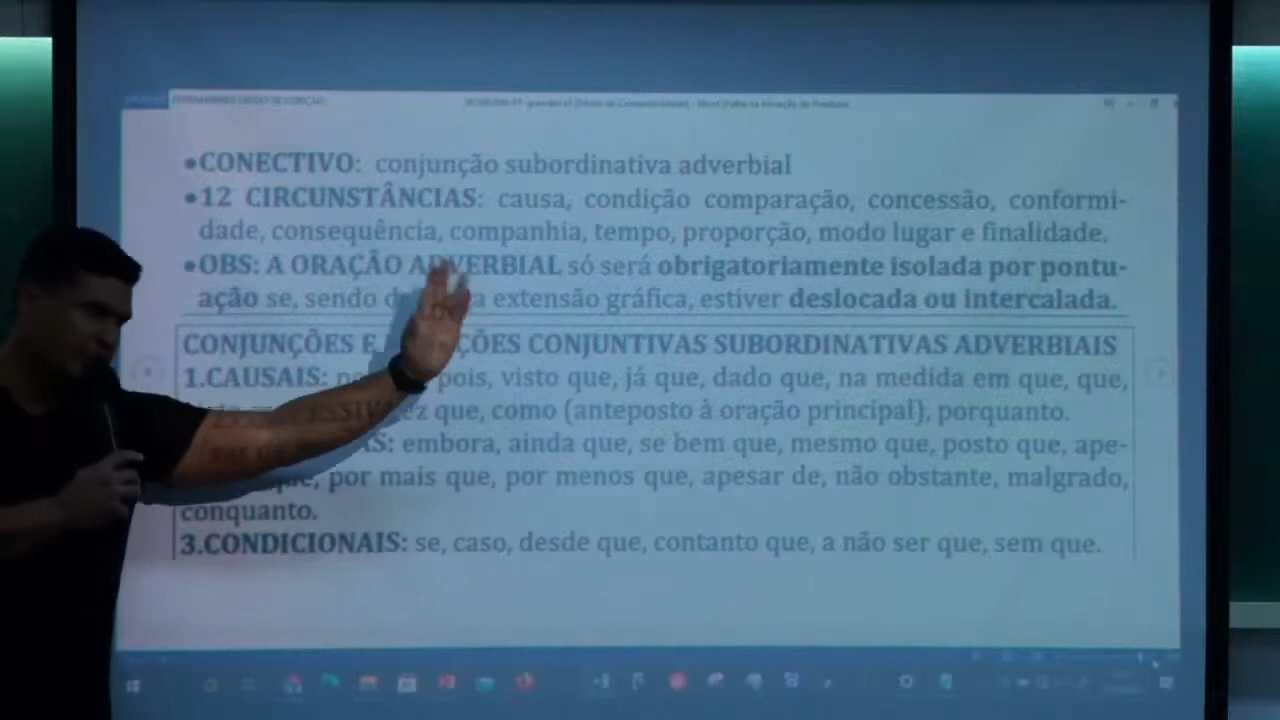 •CONECTIVO: conjunção subordinativa adverbial
•12 CIRCUNSTÂNCIAS: causa, condição comparação, concessão, conformi-
dade, consequência, companhia, tempo, proporção, modo lugar e finalidade.
•OBS: A ORAÇÃO ADVERBIAL só será obrigatoriamente isolada por pontu-
ação se, sendo extensão gráfica, estiver deslocada ou intercalada.
CONJUNÇÕES E CONJUNTIVAS SUBORDINATIVAS ADVERBIAIS
1.CAUSAIS: pois, visto que, já que, dado que, na medida em que, que,
que, como (anteposto à oração principal), porquanto.
embora, ainda que, se bem que, mesmo que, posto que, ape-
que, por mais que, por menos que, apesar de, não obstante, malgrado,
conquanto.
3.CONDICIONAIS: se, caso, desde que, contanto que, a não ser que, sem que.